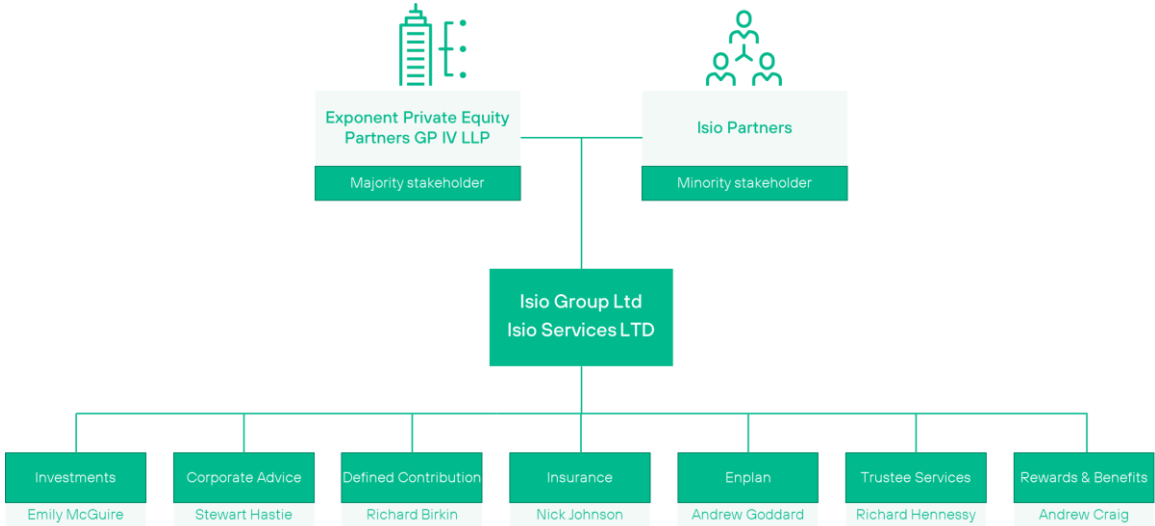 Exponent Private Equity
Partners GP IV LLP
Majority stakeholder
Isio Partners
Minority stakeholder
Isio Group Ltd
Isio Services LTD
Investments
Emily McGuire
Corporate Advice
Stewart Hastie
Defined Contribution
Richard Birkin
Insurance
Nick Johnson
Enplan
Andrew Goddard
Trustee Services
Richard Hennessy
Rewards & Benefits
Andrew Craig